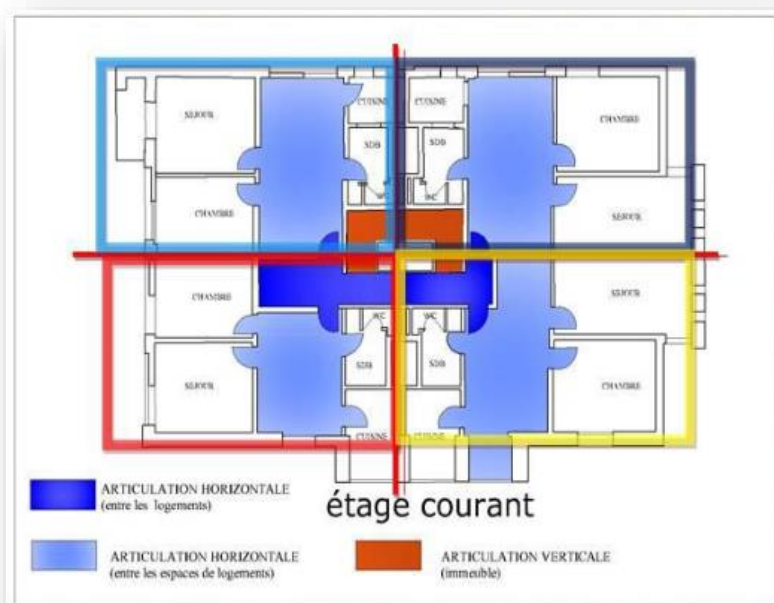 CUISINE CUISINE
SEJOUR CHAMBRE
SDB SDB
WC WC
CHAMBRE SEJOUR
CHAMBRE SEJOUR
WC WC
SEJOUR SDB SDB CHAMBRE
CUISINE CUISINE
étage courant
ARTICULATION HORIZONTALE
(entre les logements)
ARTICULATION HORIZONTALE
(entre les espaces de logements)
ARTICULATION VERTICALE
(immeuble)